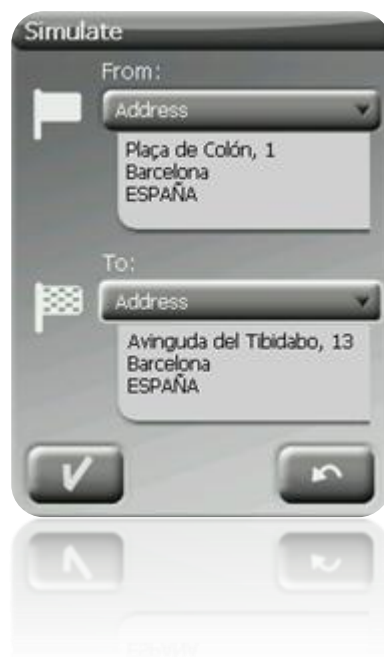 Simulate
From:
Address
Plaça de Colón, 1
Barcelona
ESPAÑA
To:
Address
Avinguda del Tibidabo, 13
Barcelona
ESPAÑA